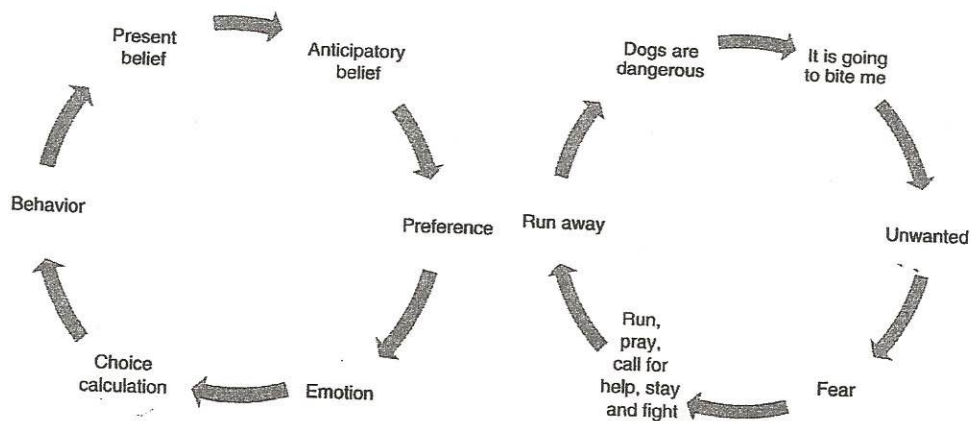 Present
belief
Anticipatory
belief
Preference
Emotion
Choice
calculation
Behavior
Dogs are
dangerous
It is going
to bite me
Unwanted
Fear
Run,
pray,
call for
help, stay
and fight
Run away